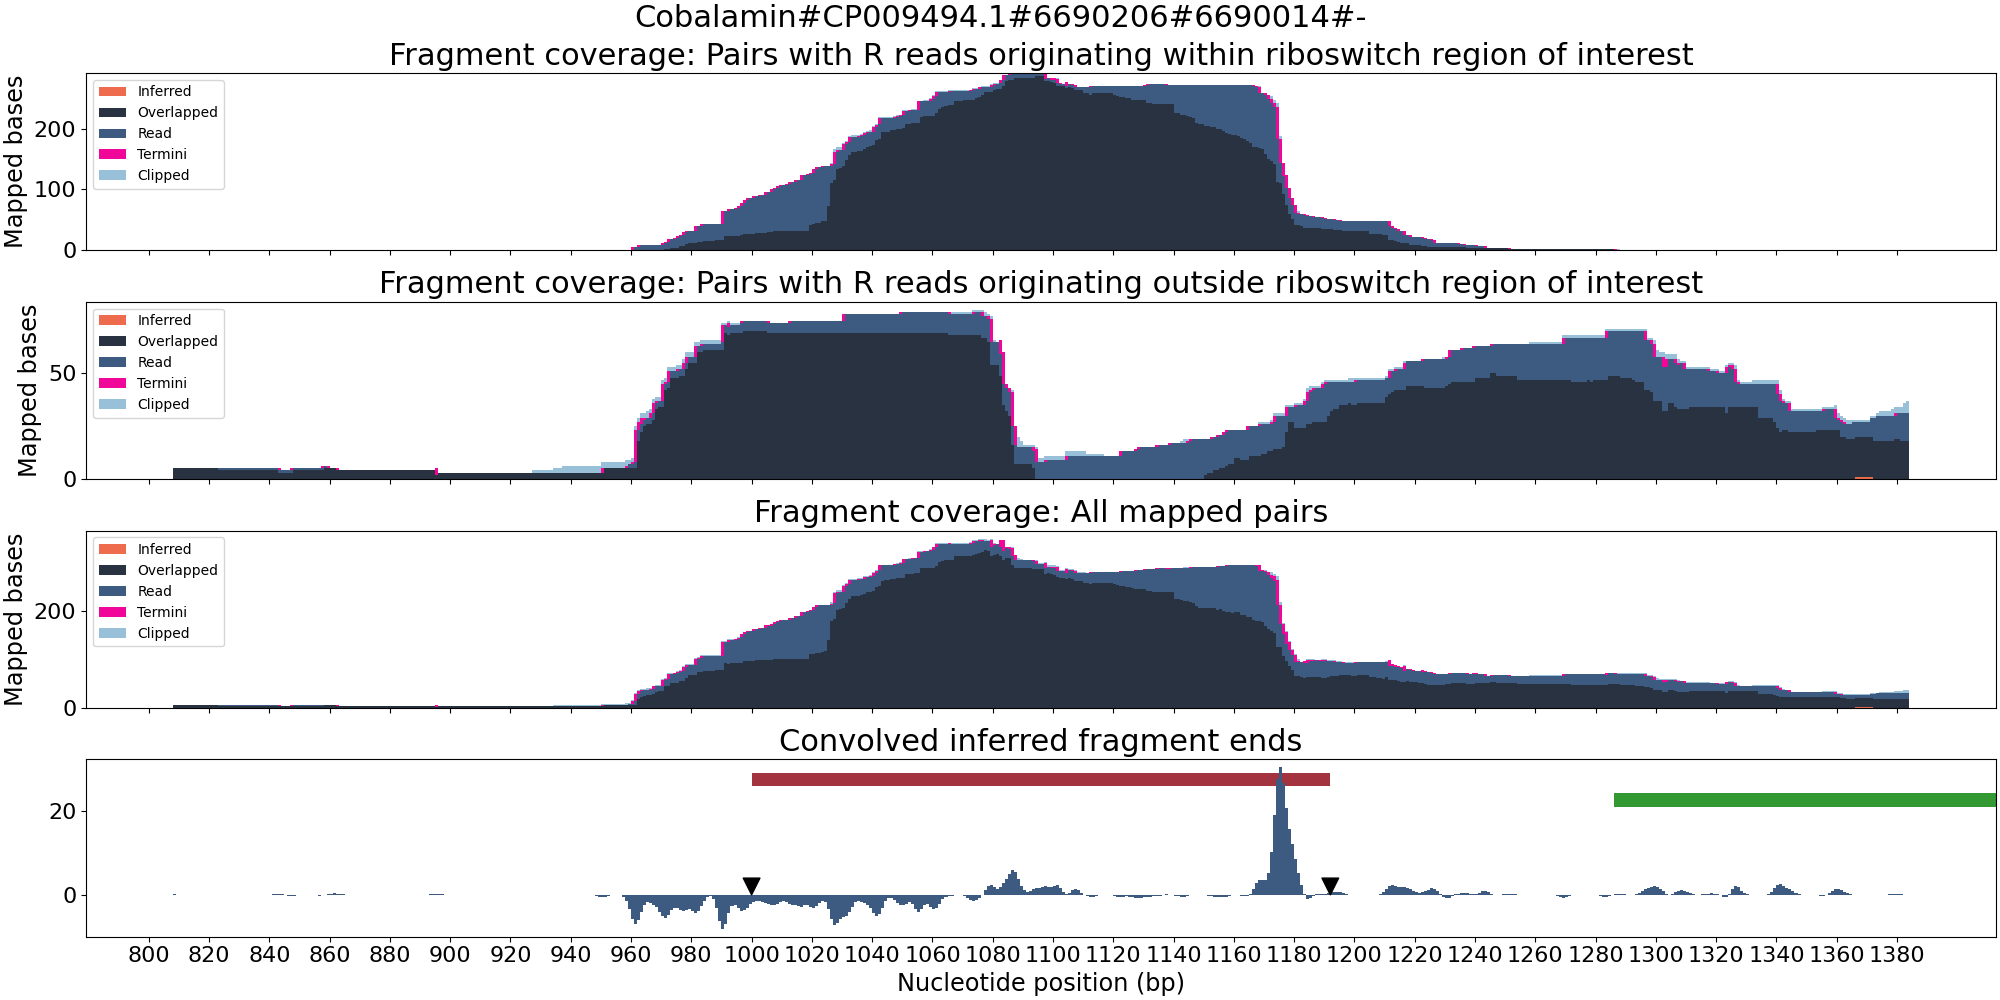 Cobalamin#CP009494.1#6690206#6690014#-
Fragment coverage: Pairs with R reads originating within riboswitch region of interest
Mapped bases
200
100
0
Inferred
Overlapped
Read
Termini
Clipped
Fragment coverage: Pairs with R reads originating outside riboswitch region of interest
Mapped bases
50
0
Inferred
Overlapped
Read
Termini
Clipped
Fragment coverage: All mapped pairs
Mapped bases
200
0
Inferred
Overlapped
Read
Termini
Clipped
Convolved inferred fragment ends
20
0
800 820 840 860 880 900 920 940 960 980 1000 1020 1040 1060 1080 1100 1120 1140 1160 1180 1200 1220 1240 1260 1280 1300 1320 1340 1360 1380
Nucleotide position (bp)